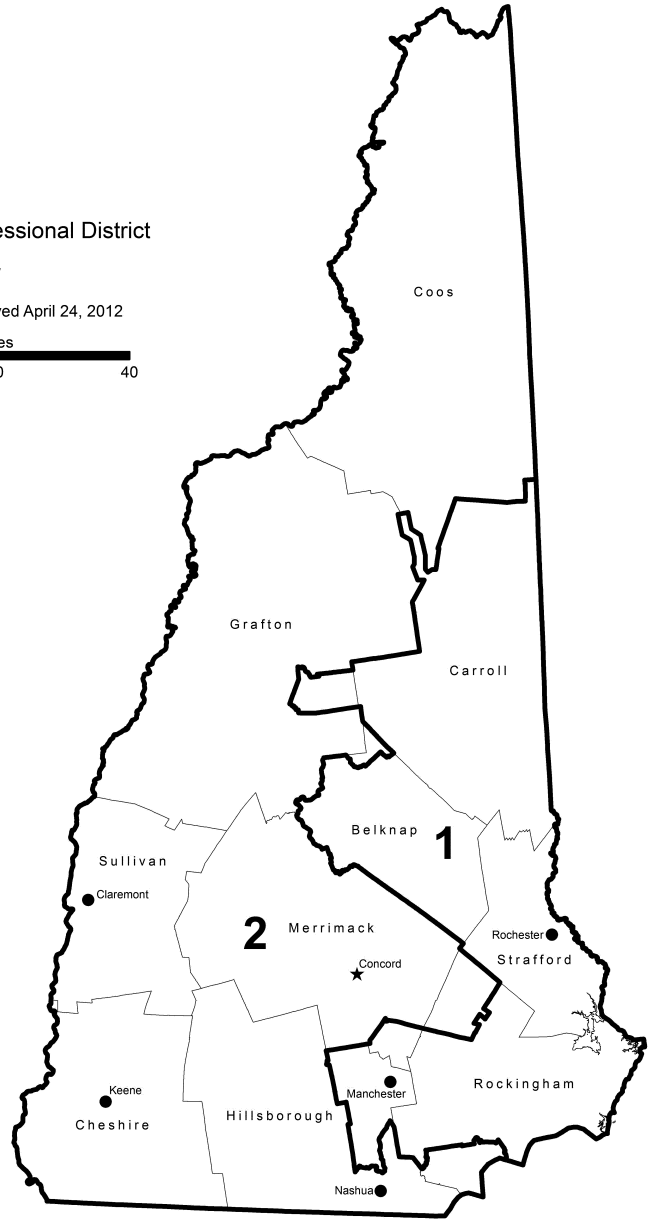 essional District
ved April 24, 2012
es
0 40
Coos
Grafton
Carroll
Belknap 1
Sullivan
Claremont
2 Merrimack
Rochester
Strafford
Concord
Keene
Cheshire
Hillsborough
Manchester
Rockingham
Nashua